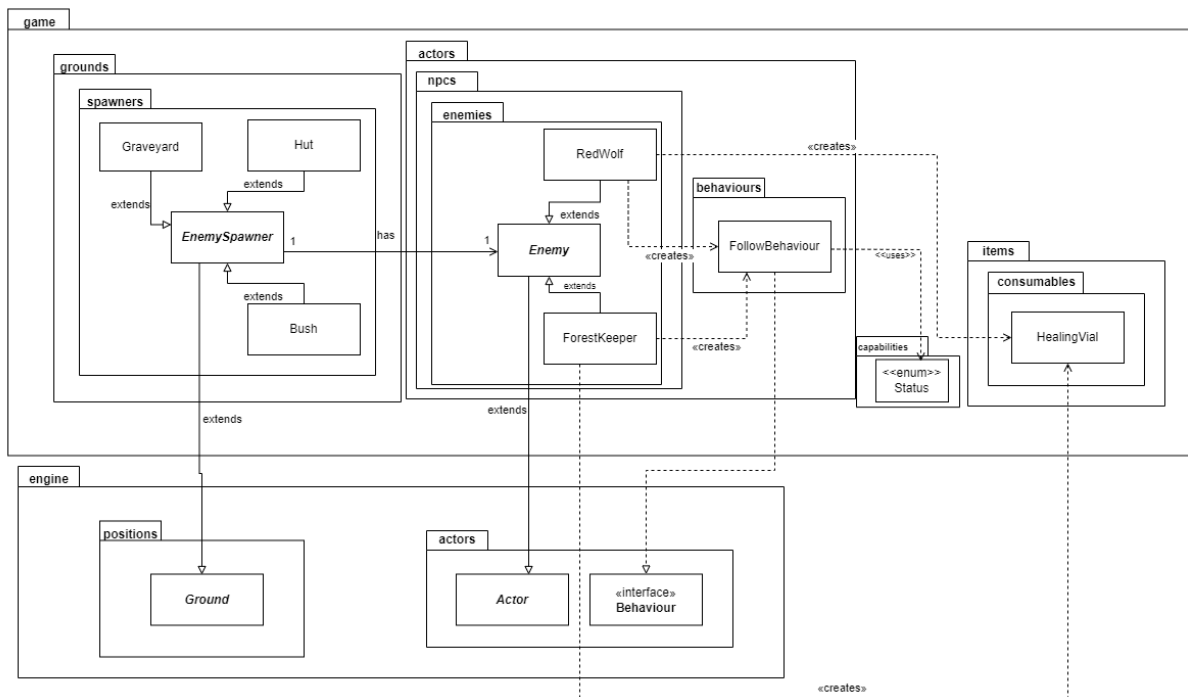 game
grounds
actors
npcs
spawners
enemies
Graveyard
Hut
RedWolf
«creates»
extends
extends
extends
behaviours
EnemySpawner
1
has
1
Enemy
«creates»
FollowBehaviour
<<uses>>
items
consumables
extends
extends
Bush
ForestKeeper
«creates»
HealingVial
capabilities
<<enum>>
Status
extends
extends
engine
positions
actors
Ground
Actor
«interface»
Behaviour
«creates»